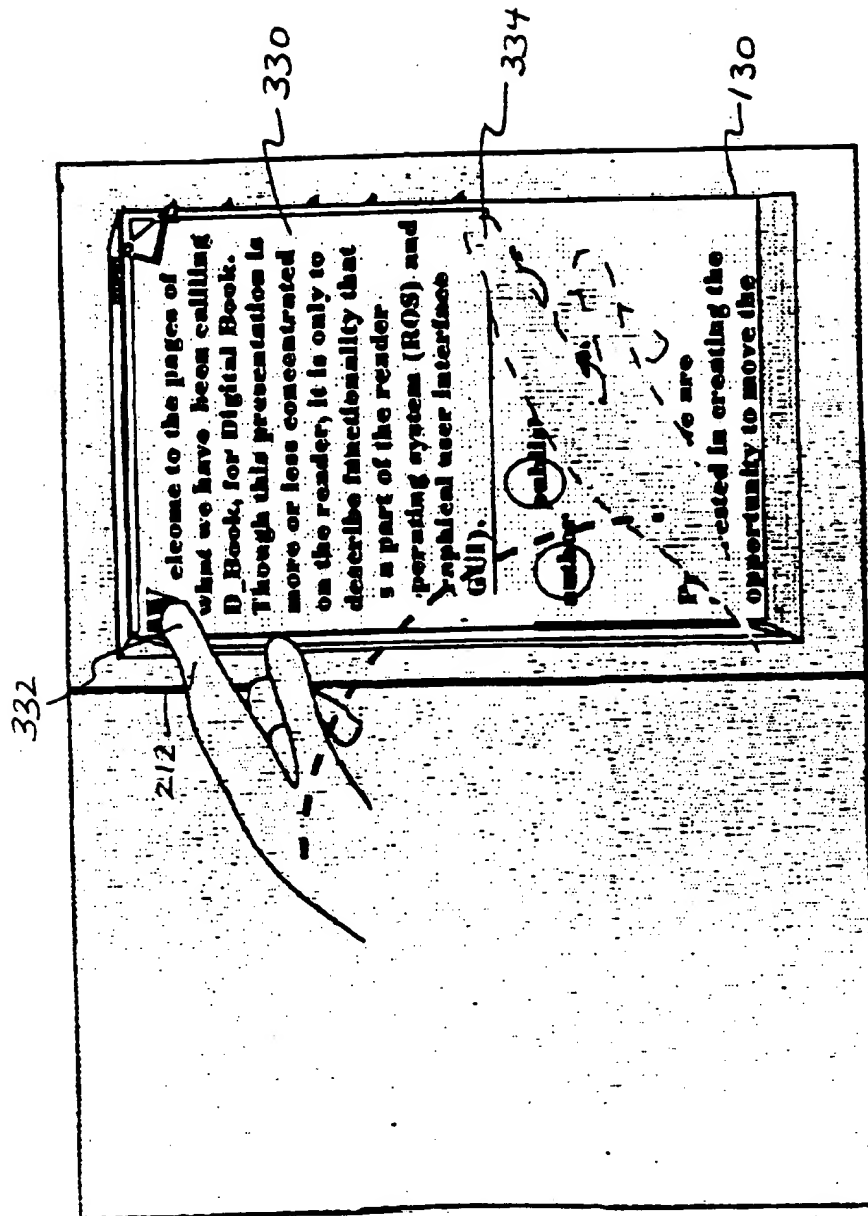 332
212
W elcome to the pages of
what we have been calling
D_Book, for Digital Book.
Though this presentation is
more or less concentrated
on the reader, it is only to
describe functionality that
s a part of the reader
perating system (ROS) and
raphical user interface
GUI).
author
are
ested in creating the
opportunity to move the
330
334
130